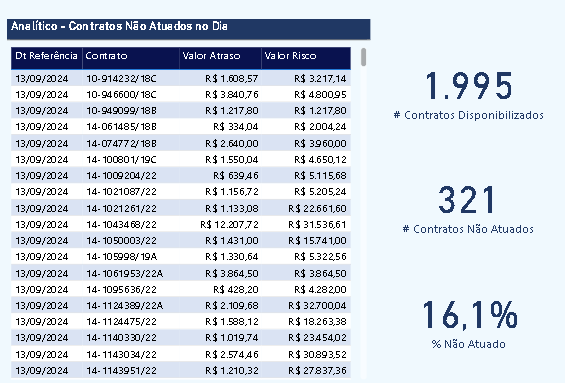 Analítico - Contratos Não Atuados no Dia
Dt Referência Contrato Valor Atraso Valor Risco
13/09/2024 10-914232/18C R$ 1.608,57 R$ 3.217,14
13/09/2024 10-946600/18C R$ 3.840,76 R$ 4.800,95
13/09/2024 10-949099/18B R$ 1.217,80 R$ 1.217,80
13/09/2024 14-061485/18B R$ 334,04 R$ 2.004,24
13/09/2024 14-074772/18B R$ 2.640,00 R$ 3.960,00
13/09/2024 14-100801/19C R$ 1.550,04 R$ 4.650,12
13/09/2024 14-1009204/22 R$ 639,46 R$ 5.115,68
13/09/2024 14-1021087/22 R$ 1.156,72 R$ 5.205,24
13/09/2024 14-1021261/22 R$ 1.133,08 R$ 22.661,60
13/09/2024 14-1043468/22 R$ 12.207,72 R$ 31.536,61
13/09/2024 14-1050003/22 R$ 1.431,00 R$ 15.741,00
13/09/2024 14-105998/19A R$ 1.330,64 R$ 5.322,56
13/09/2024 14-1061953/22A R$ 3.864,50 R$ 3.864,50
13/09/2024 14-1095636/22 R$ 428,20 R$ 4.282,00
13/09/2024 14-1124389/22A R$ 2.109,68 R$ 32.700,04
13/09/2024 14-1124475/22 R$ 1.588,12 R$ 18.263,38
13/09/2024 14-1140330/22 R$ 1.019,74 R$ 23.454,02
13/09/2024 14-1143034/22 R$ 2.574,46 R$ 30.893,52
13/09/2024 14-1143951/22 R$ 1.210,32 R$ 27.837,36
1.995
# Contratos Disponibilizados
321
# Contratos Não Atuados
16,1%
% Não Atuado